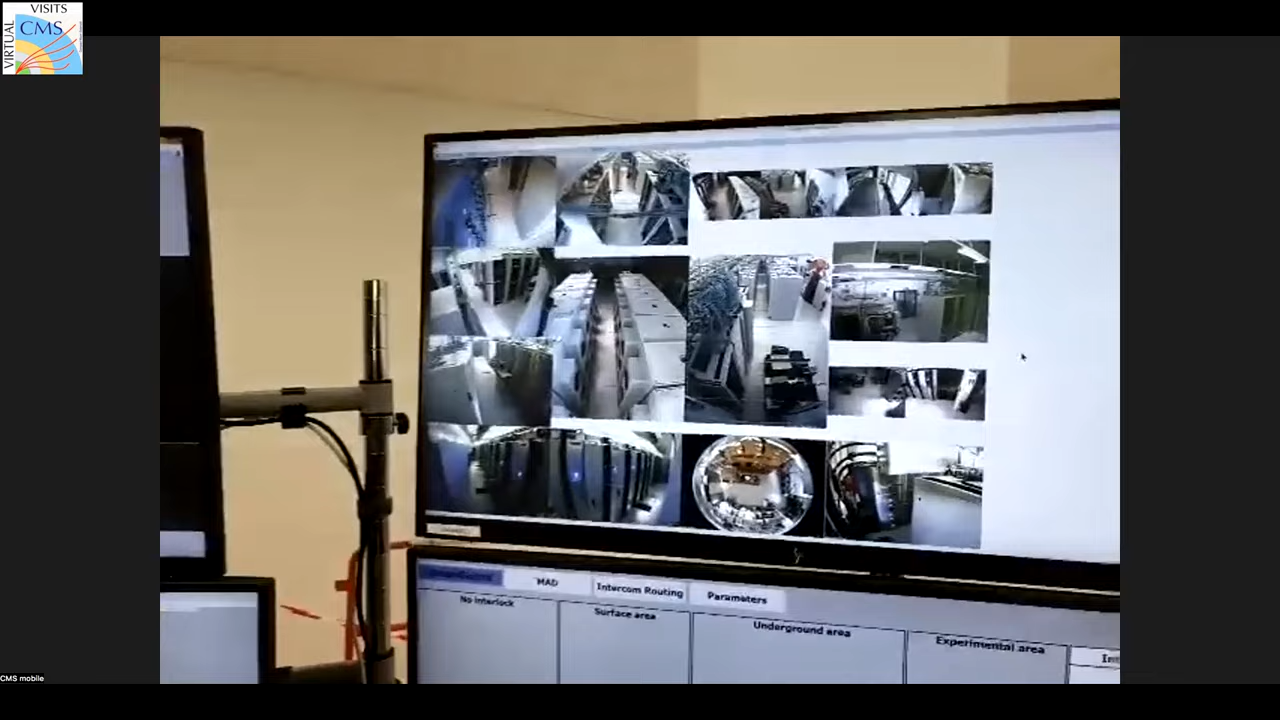 VISITS
VIRTUAL
CMS
MAD
Intercom Routing
Parameters
No interlock
Surface area
Underground area
Experimental area
CMS mobile